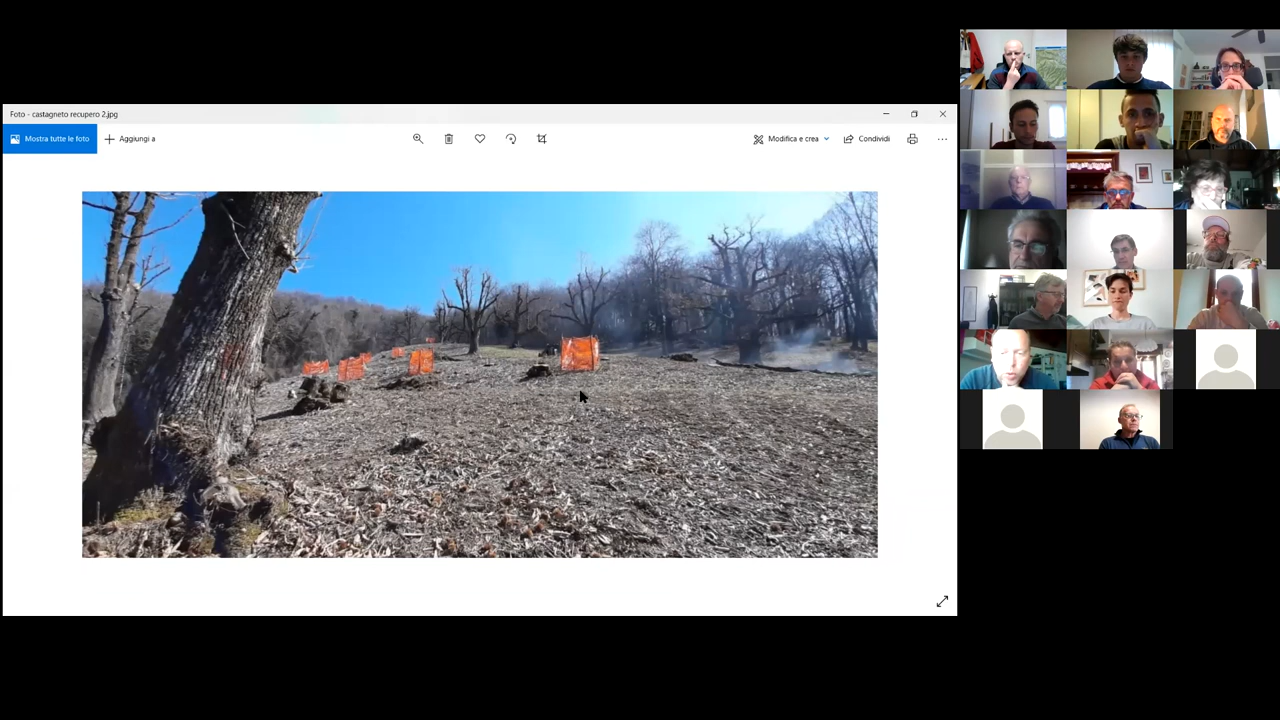 Foto - castagneto recupero 2.jpg
Mostra tutte le foto
Aggiungi a
Modifica e crea
Condividi